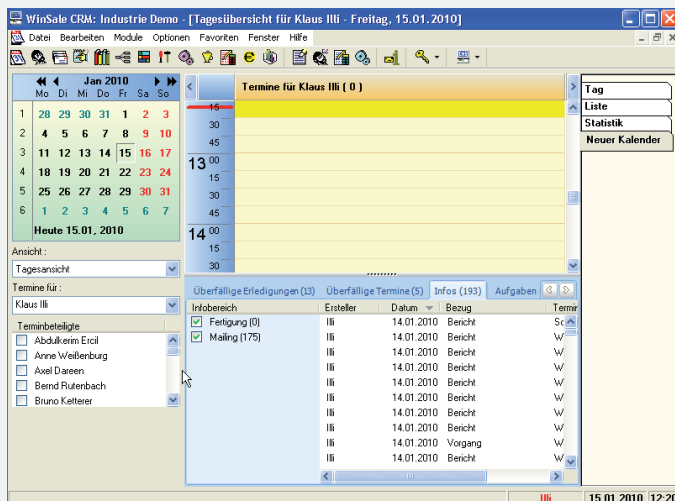 WinSale CRM: Industrie Demo - [Tagesübersicht für Klaus Illi - Freitag, 15.01.2010]
Datei Bearbeiten Module Optionen Favoriten Fenster Hilfe
Jan 2010
Mo Di Mi Do Fr Sa So
1 28 29 30 31 1 2 3
2 4 5 6 7 8 9 10
3 11 12 13 14 15 16 17
4 18 19 20 21 22 23 24
5 25 26 27 28 29 30 31
6 1 2 3 4 5 6 7
Heute 15.01, 2010
Ansicht :
Tagesansicht
Termine für :
Klaus Illi
Terminbeteiligte
Abdulkerim Ercil
Anne Weißenburg
Axel Dareen
Bernd Rutenbach
Bruno Ketterer
Termine für Klaus Illi ( 0 )
15
30
45
13 00
15
30
45
14 00
15
30
Tag
Liste
Statistik
Neuer Kalender
Überfällige Erledigungen (13) Überfällige Termine (5) Infos (193) Aufgaben
Infobereich Ersteller Datum Bezug Termin
Fertigung (0) Illi 14.01.2010 Bericht Sc
Mailing (175) Illi 14.01.2010 Bericht W
Illi 14.01.2010 Bericht W
Illi 14.01.2010 Bericht W
Illi 14.01.2010 Bericht W
Illi 14.01.2010 Bericht W
Illi 14.01.2010 Bericht W
Illi 14.01.2010 Bericht W
Illi 14.01.2010 Vorgang W
Illi 14.01.2010 Bericht W
Illi 15.01.2010 12:20